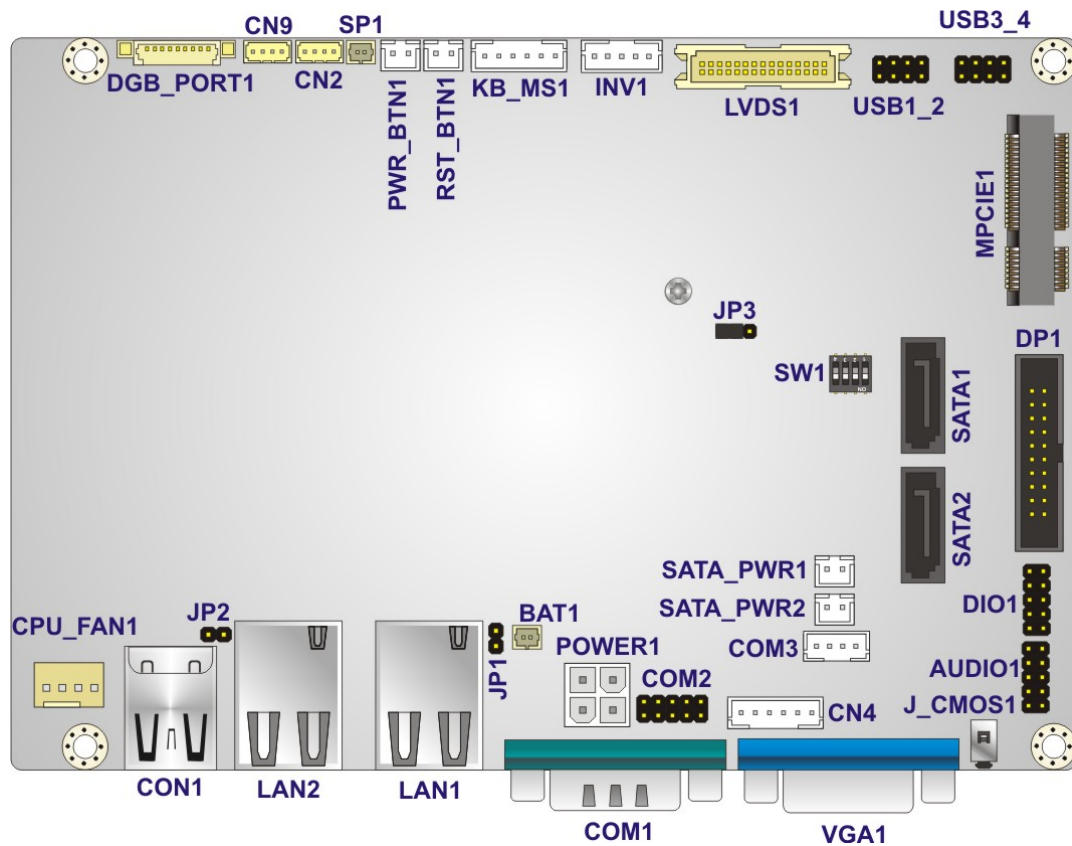 CN9
SP1
USB3_4
DGB_PORT1
CN2
KB_MS1
INV1
LVDS1
USB1_2
PWR_BTN1
RST_BTN1
MPCIE1
JP3
DP1
SW1
ON
SATA1
SATA2
SATA_PWR1
SATA_PWR2
DIO1
CPU_FAN1
JP2
BAT1
JP1
POWER1
COM3
COM2
AUDIO1
CN4
J_CMOS1
CON1
LAN2
LAN1
COM1
VGA1